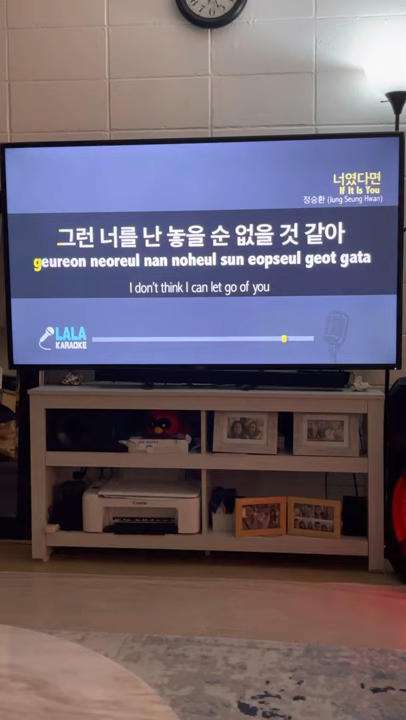 너였다면
If It Is You
정승환 (Jung Seung Hwan)
그런 너를 난 놓을 순 없을 것 같아
geureon neoreul nan noheul sun eopseul geot gata
I don't think I can let go of you
LALA
KARAOKE
Canon